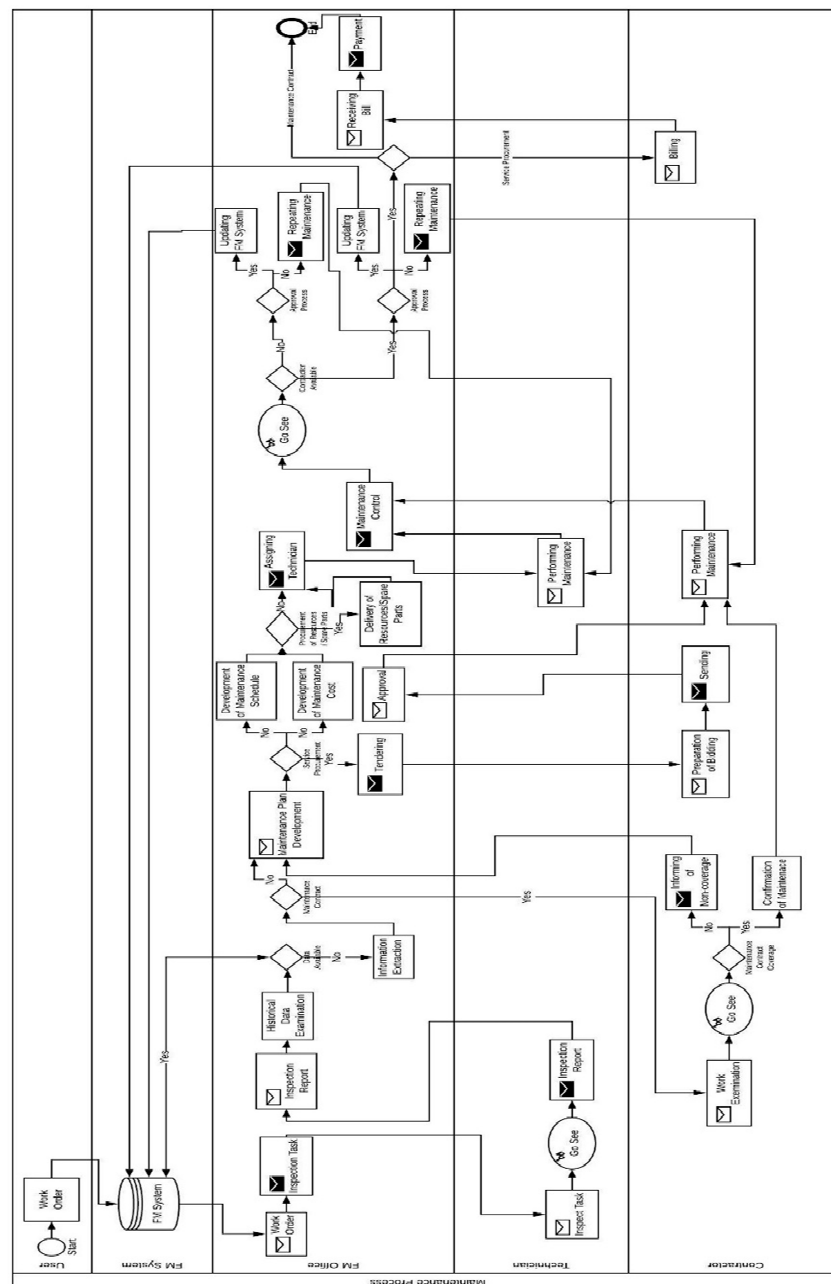 Maintenance Process
User
Start
Work
Order
FM System
FM System
Yes
FM Office
Work
Order
Inspection Task
Inspection
Report
Historical
Data
Examination
Data
Available
No
Information
Extraction
Maintenance
Contract
No
Yes
Maintenance Plan
Development
Service
Procurement
No
No
Yes
Development
of Maintenance
Schedule
Development
of Maintenance
Cost
Tendering
Approval
Procurement
of Resources
/ Spare Parts
No
Yes
Delivery of
Resources/Spare
Parts
Assigning
Technician
Maintenance
Control
Go See
Contractor
Available
No
Yes
Approval
Process
Yes
No
Updating
FM System
Repeating
Maintenance
Approval
Process
Yes
No
Yes
Updating
FM System
Repeating
Maintenance
Maintenance Contract
Service Procurement
Receiving
Bill
Payment
End
Technician
Inspect Task
Go See
Inspection
Report
Performing
Maintenance
Contractor
Work
Exemination
Go See
Maintenance
Contract
Coverage
No
Yes
Informing
of
Non-coverage
Confirmation
of Maintenace
Preparation
of Bidding
Sending
Performing
Maintenance
Billing